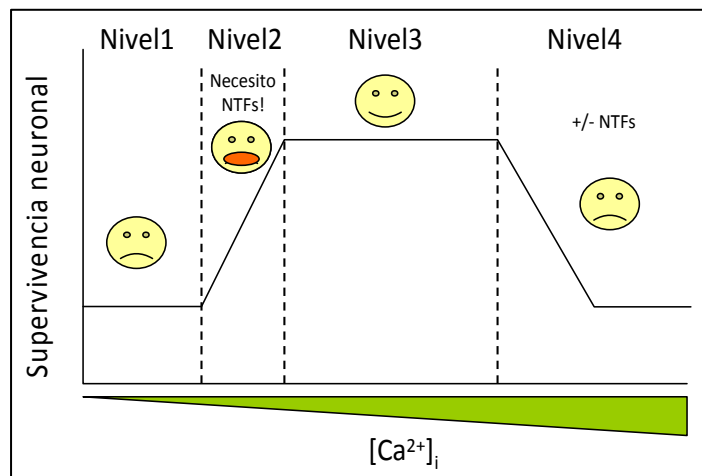 Nivel1 Nivel2 Nivel3 Nivel4
Necesito
NTFs!
+/- NTFs
Supervivencia neuronal
[Ca²⁺]ᵢ